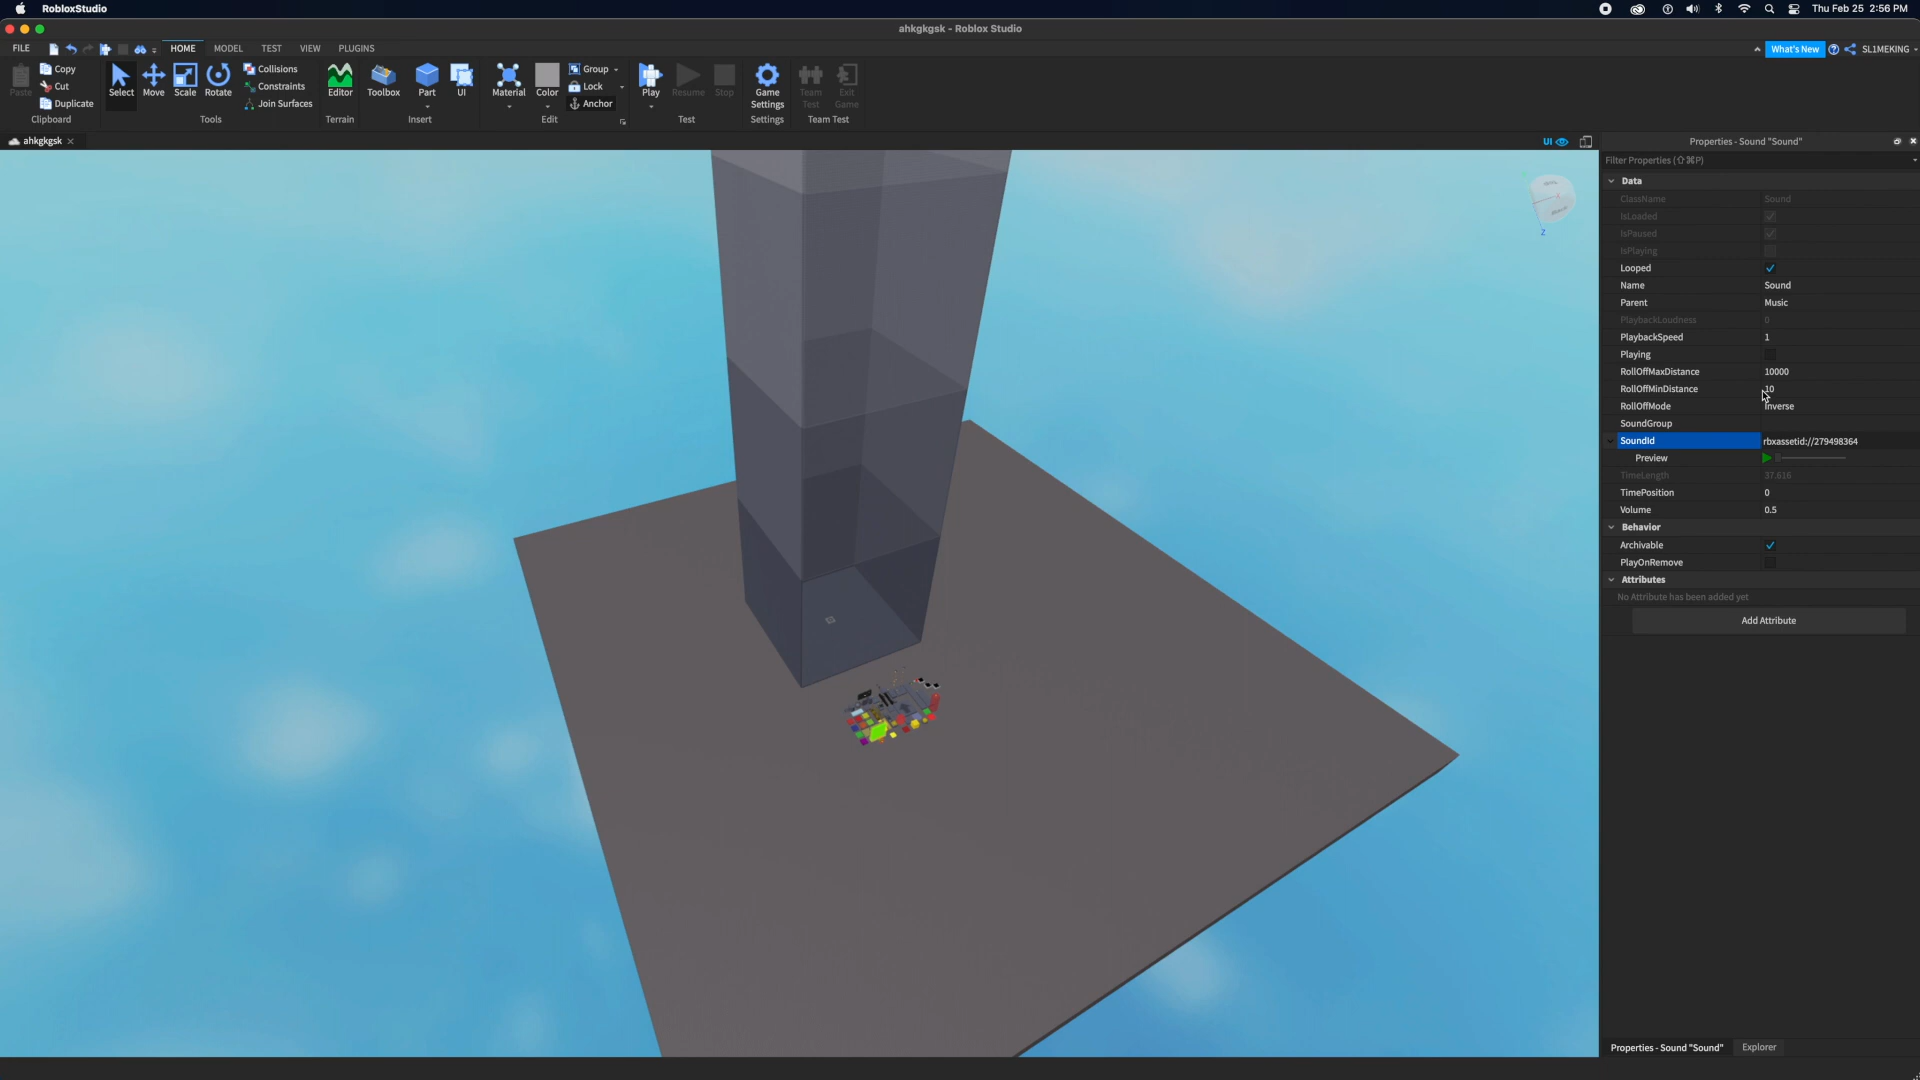 RobloxStudio
Thu Feb 25 2:56 PM
ahkgkgsk - Roblox Studio
FILE
HOME
MODEL
TEST
VIEW
PLUGINS
What's New
SL1MEKING
Paste
Copy
Cut
Duplicate
Clipboard
Select
Move
Scale
Rotate
Collisions
Constraints
Join Surfaces
Tools
Editor
Terrain
Toolbox
Part
UI
Insert
Material
Color
Group
Lock
Anchor
Edit
Play
Resume
Stop
Test
Game Settings
Settings
Team Test
Exit Game
Team Test
ahkgkgsk
UI
Properties - Sound "Sound"
Filter Properties (⇧⌘P)
Data
ClassName Sound
IsLoaded
IsPaused
IsPlaying
Looped
Name Sound
Parent Music
PlaybackLoudness 0
PlaybackSpeed 1
Playing
RollOffMaxDistance 10000
RollOffMinDistance 10
RollOffMode Inverse
SoundGroup
SoundId rbxassetid://279498364
Preview
TimeLength 37.616
TimePosition 0
Volume 0.5
Behavior
Archivable
PlayOnRemove
Attributes
No Attribute has been added yet
Add Attribute
Z
Properties - Sound "Sound"
Explorer